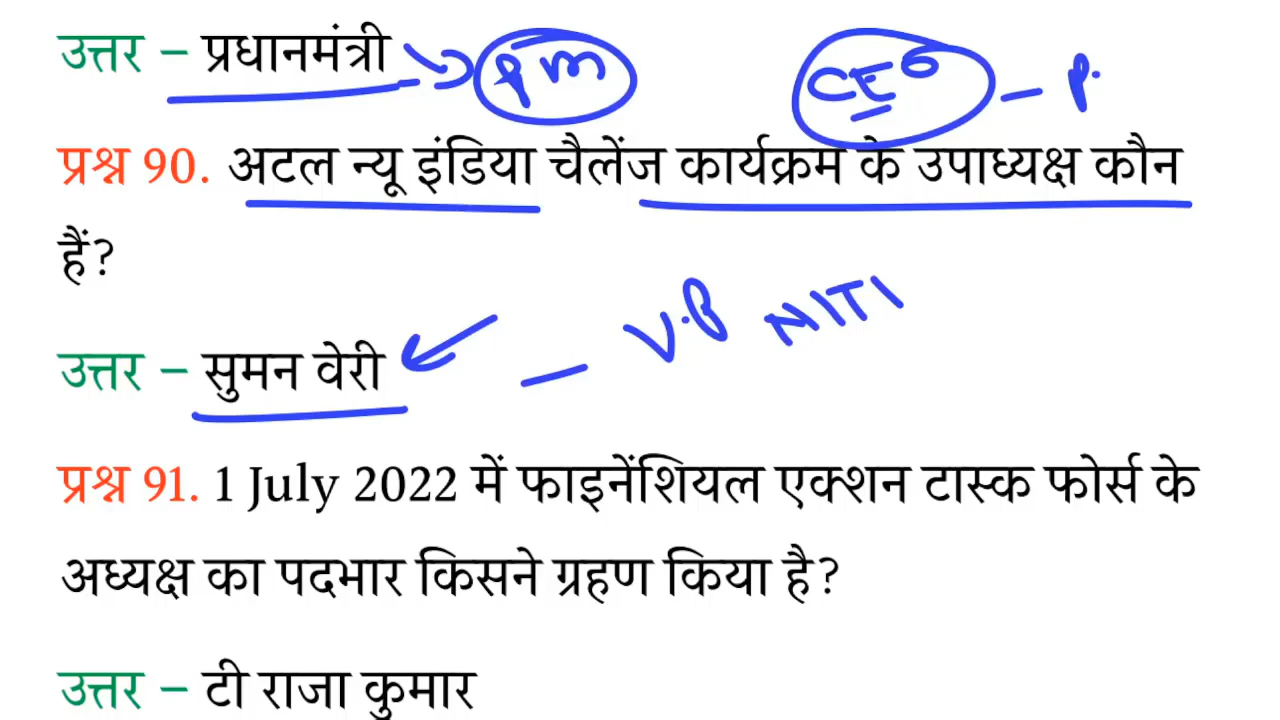 उत्तर – प्रधानमंत्री PM CEO – P.
प्रश्न 90. अटल न्यू इंडिया चैलेंज कार्यक्रम के उपाध्यक्ष कौन
हैं?
V.P NITI
उत्तर – सुमन वेरी
प्रश्न 91. 1 July 2022 में फाइनेंशियल एक्शन टास्क फोर्स के
अध्यक्ष का पदभार किसने ग्रहण किया है?
उत्तर – टी राजा कुमार